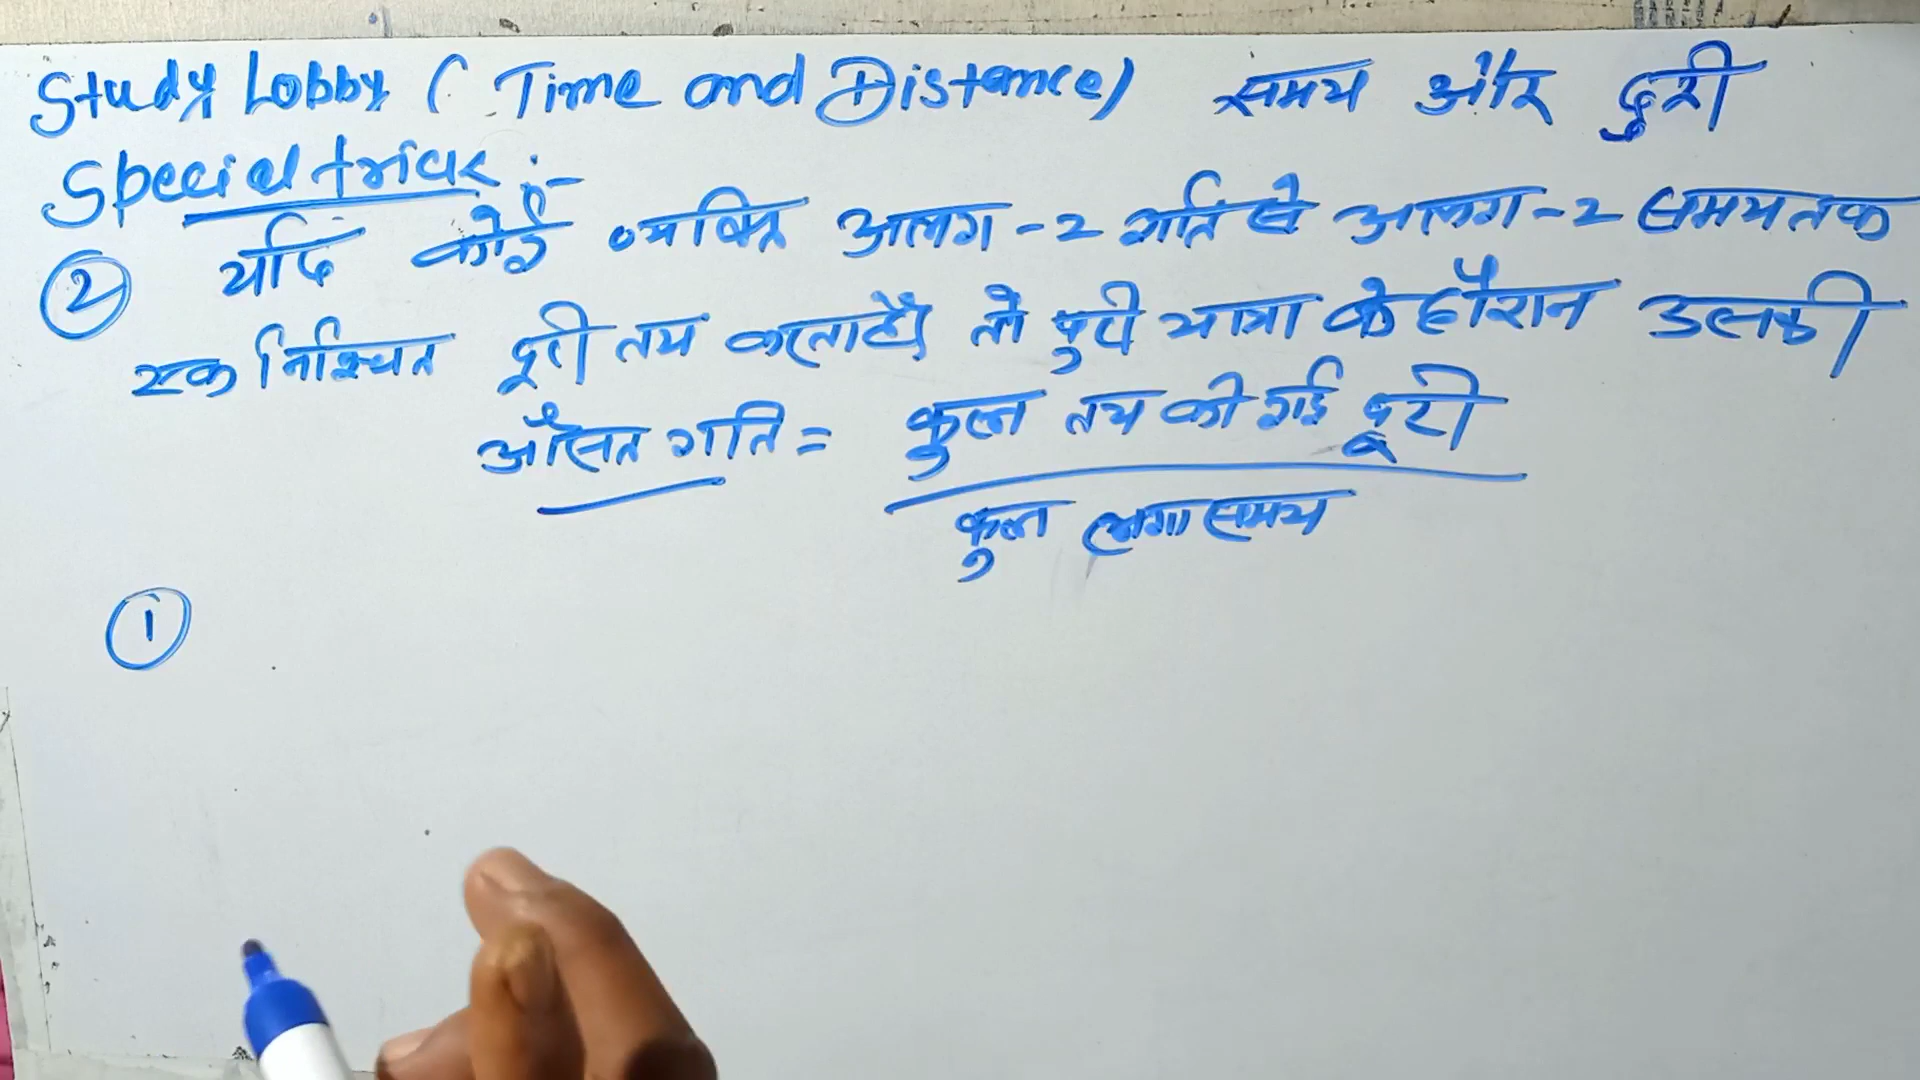 Study Lobby ( Time and Distance) समय और दुरी
Special trick :-
② यदि कोई व्यक्ति अलग-2 गति से अलग-2 समय तक
एक निश्चित दूरी तय करता है, तो पुरी यात्रा के दौरान उसकी
औसत गति = कुल तय की गई दूरी
कुल लगा समय
①